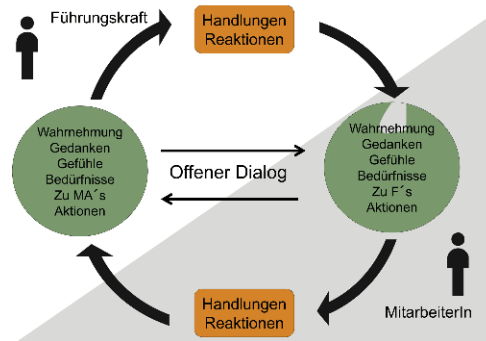 Führungskraft
Handlungen
Reaktionen
Wahrnehmung
Gedanken
Gefühle
Bedürfnisse
Zu MA´s
Aktionen
Offener Dialog
Wahrnehmung
Gedanken
Gefühle
Bedürfnisse
Zu F´s
Aktionen
Handlungen
Reaktionen
MitarbeiterIn